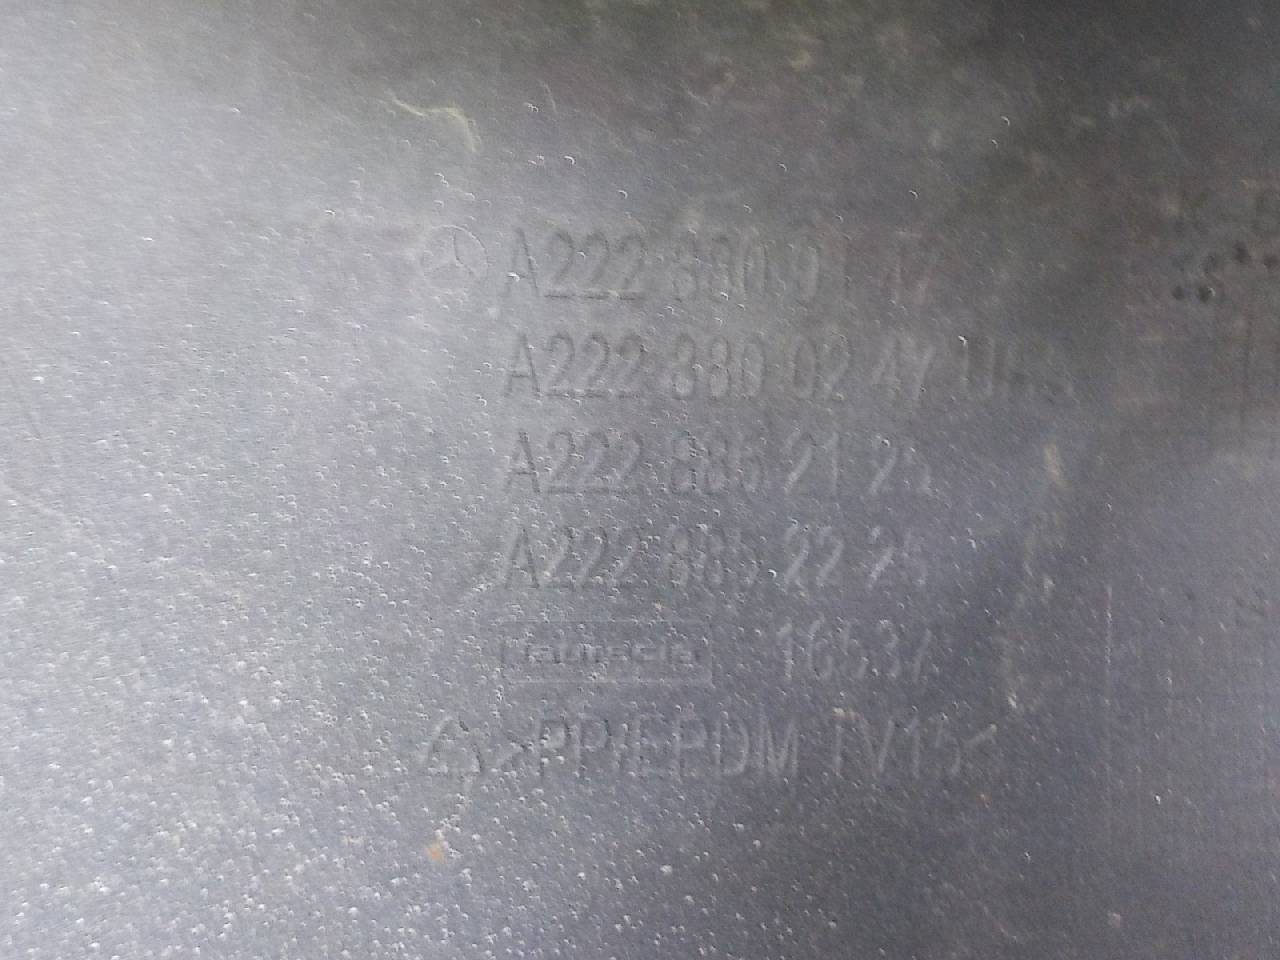 A222 880 01 47
A222 880 02 47 USA
A222 885 21 25
A222 885 22 25
faurecia 16537
>PP/EPDM TV15<